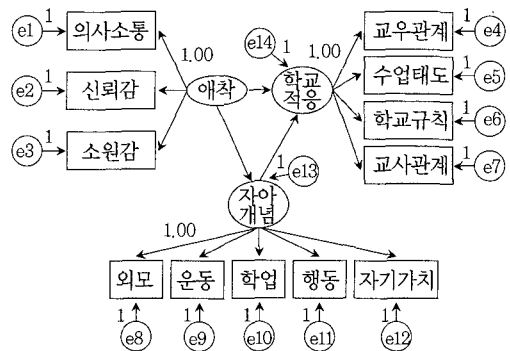 e1 1 의사소통
e14 1 1.00 교우관계 1 e4
1.00
e2 1 신뢰감 애착 학교 적응 수업태도 1 e5
학교규칙 1 e6
e3 1 소원감 1 e13 교사관계 1 e7
자아
개념
1.00
외모 운동 학업 행동 자기가치
1 1 1 1 1
e8 e9 e10 e11 e12